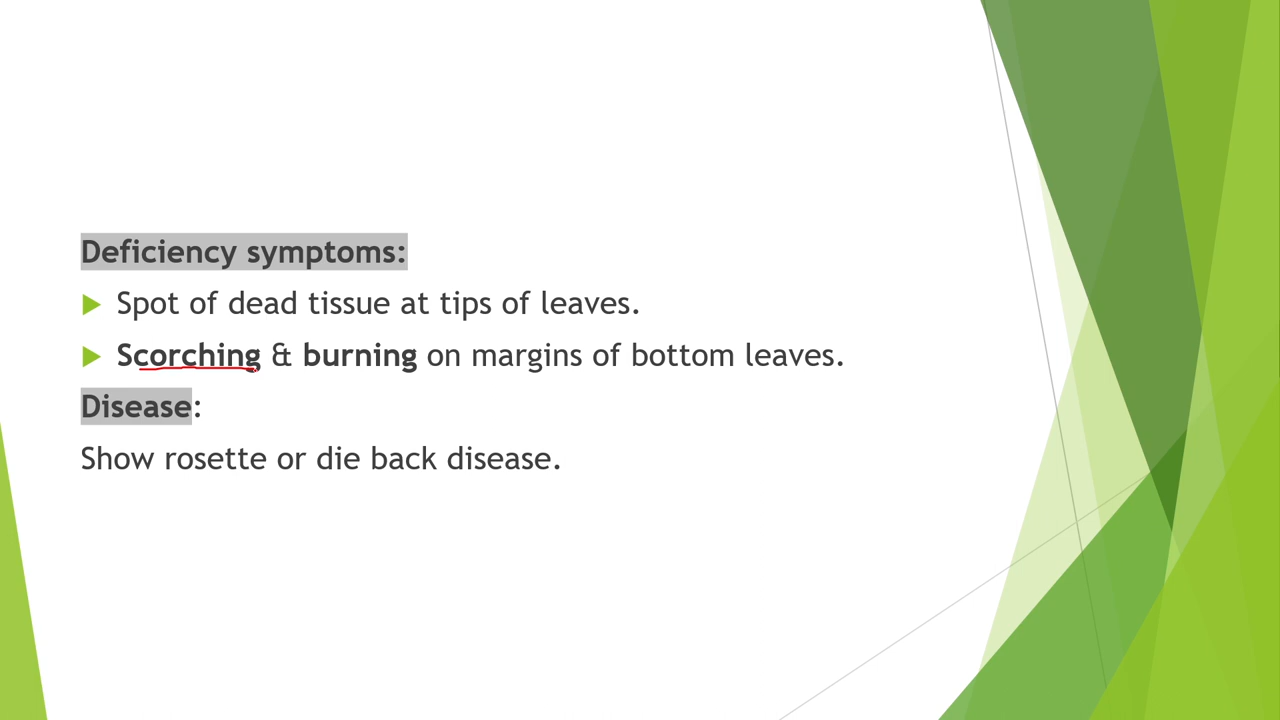 Deficiency symptoms:
Spot of dead tissue at tips of leaves.
Scorching & burning on margins of bottom leaves.
Disease:
Show rosette or die back disease.